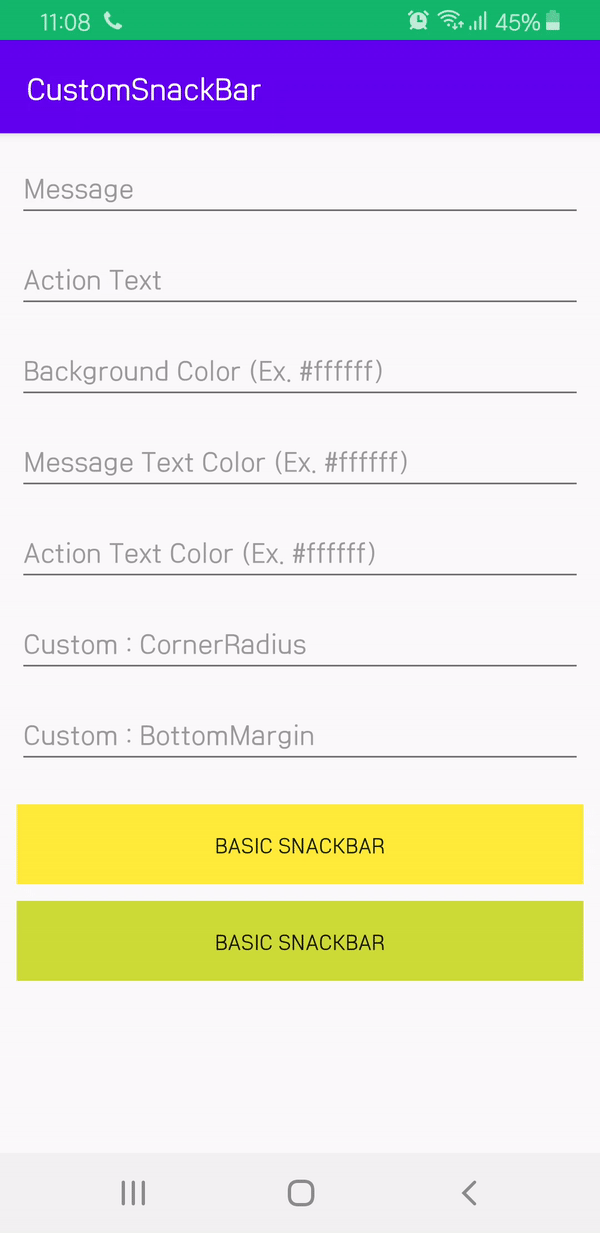 11:08 45%
CustomSnackBar
Message
Action Text
Background Color (Ex. #ffffff)
Message Text Color (Ex. #ffffff)
Action Text Color (Ex. #ffffff)
Custom : CornerRadius
Custom : BottomMargin
BASIC SNACKBAR
BASIC SNACKBAR